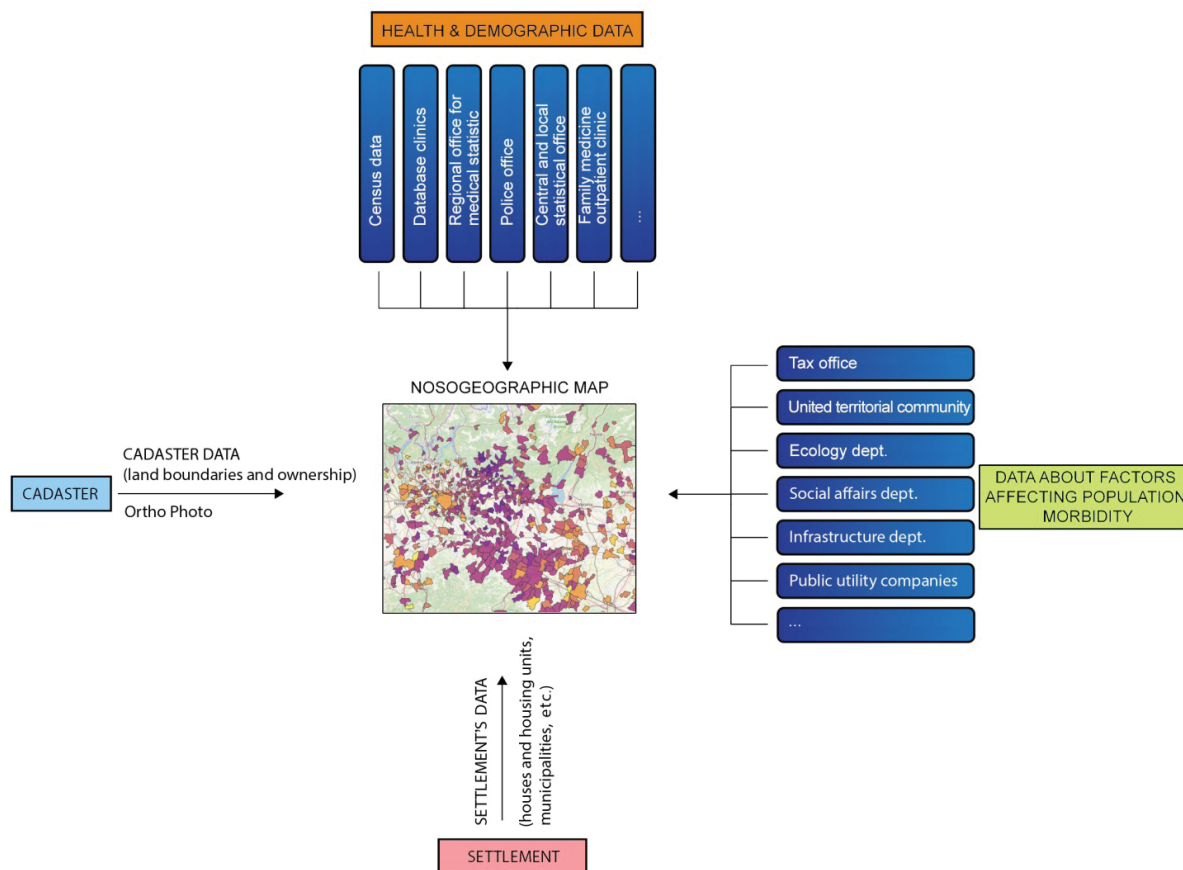 HEALTH & DEMOGRAPHIC DATA
Census data
Database clinics
Regional office for
medical statistic
Police office
Central and local
statistical office
Family medicine
outpatient clinic
...
NOSOGEOGRAPHIC MAP
CADASTER
CADASTER DATA
(land boundaries and ownership)
Ortho Photo
Tax office
United territorial community
Ecology dept.
Social affairs dept.
Infrastructure dept.
Public utility companies
...
DATA ABOUT FACTORS
AFFECTING POPULATION
MORBIDITY
SETTLEMENT'S DATA
(houses and housing units,
municipalities, etc.)
SETTLEMENT